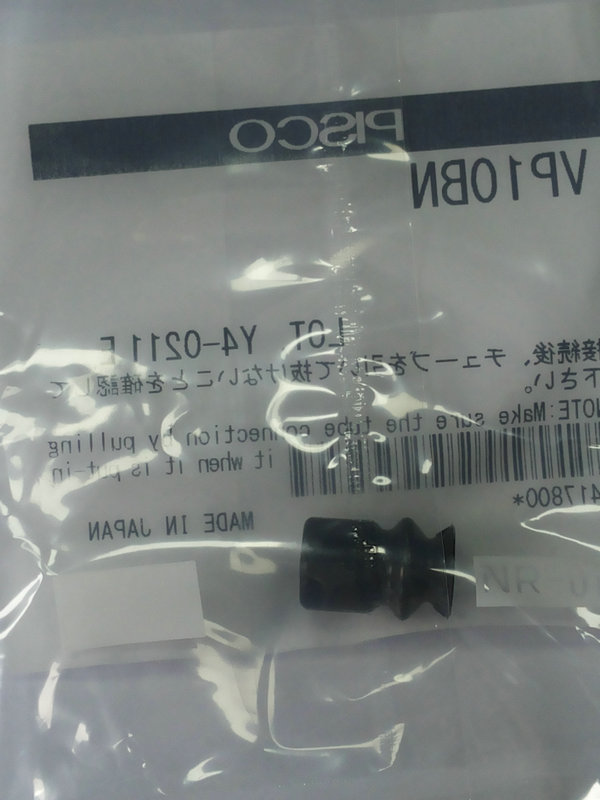 PISCO
VP10BN
LOT Y4-0211F
接続後、チューブを引いて抜けないことを確認して
下さい。
NOTE:Make sure the tube connection by pulling
it when it is put-in
417800*
MADE IN JAPAN
NR